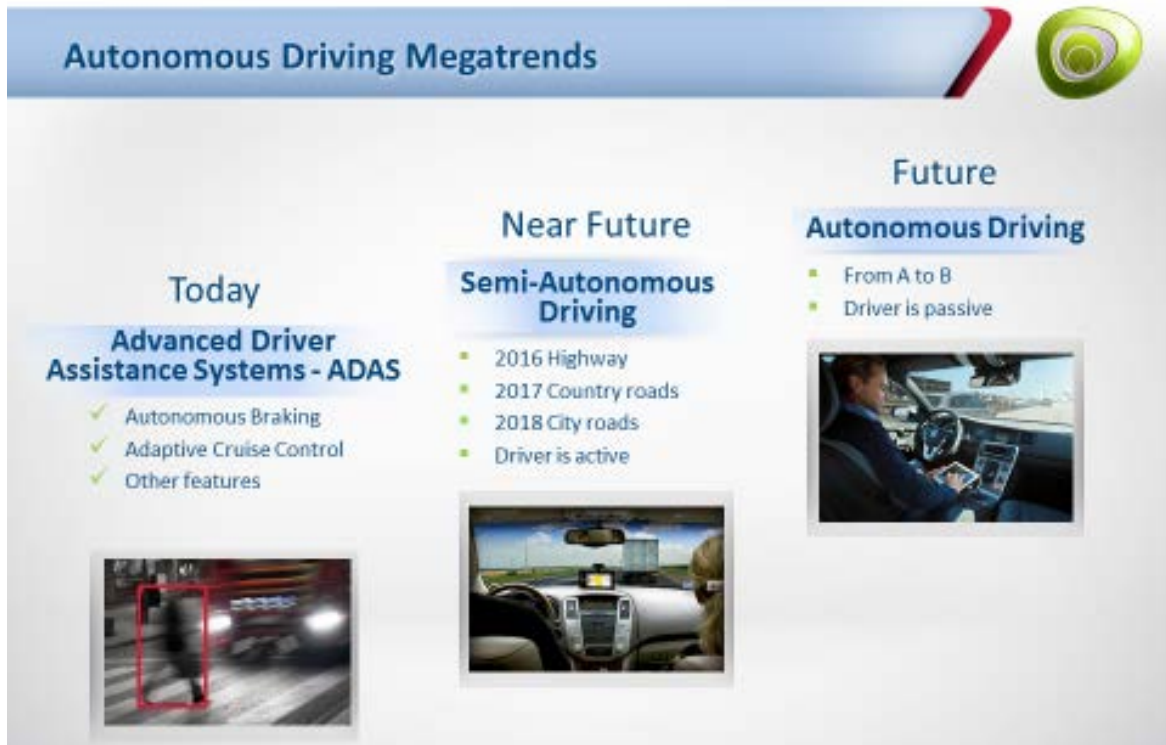 Autonomous Driving Megatrends
Today
Advanced Driver
Assistance Systems - ADAS
Autonomous Braking
Adaptive Cruise Control
Other features
Near Future
Semi-Autonomous
Driving
2016 Highway
2017 Country roads
2018 City roads
Driver is active
Future
Autonomous Driving
From A to B
Driver is passive